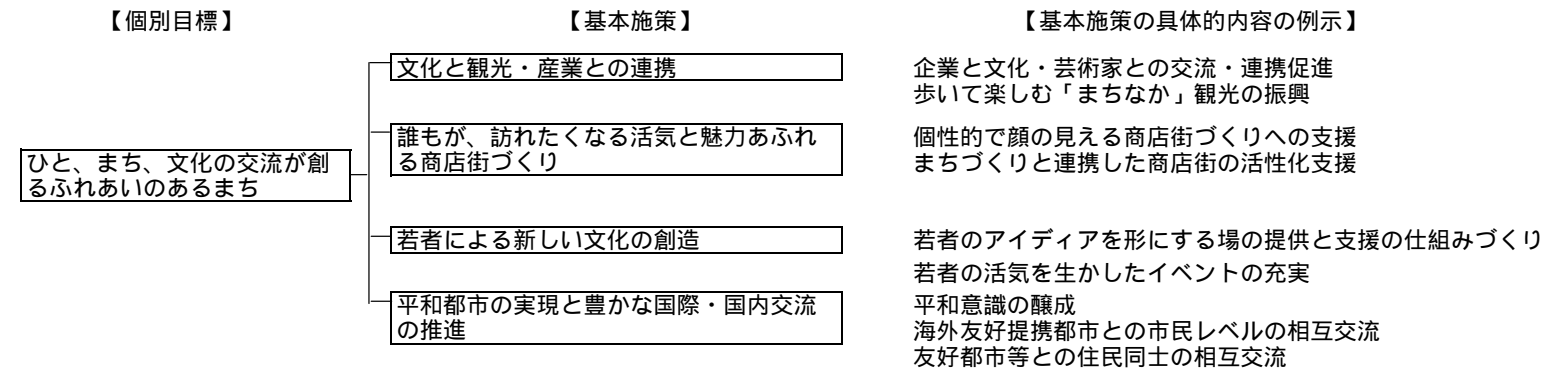 【個別目標】 【基本施策】 【基本施策の具体的内容の例示】
ひと、まち、文化の交流が創
るふれあいのあるまち
文化と観光・産業との連携
企業と文化・芸術家との交流・連携促進
歩いて楽しむ「まちなか」観光の振興
誰もが、訪れたくなる活気と魅力あふれ
る商店街づくり
個性的で顔の見える商店街づくりへの支援
まちづくりと連携した商店街の活性化支援
若者による新しい文化の創造
若者のアイディアを形にする場の提供と支援の仕組みづくり
若者の活気を生かしたイベントの充実
平和都市の実現と豊かな国際・国内交流
の推進
平和意識の醸成
海外友好提携都市との市民レベルの相互交流
友好都市等との住民同士の相互交流